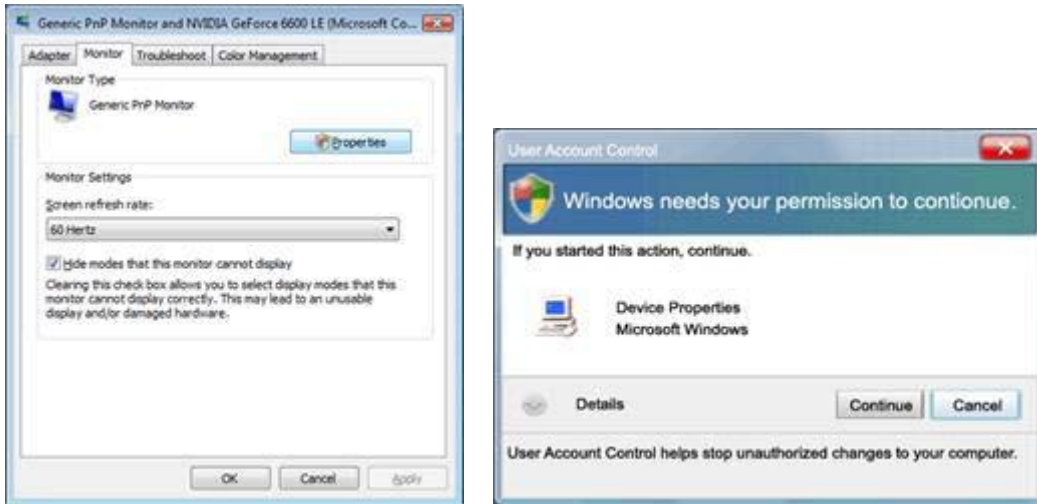 Generic PnP Monitor and NVIDIA GeForce 6600 LE (Microsoft Co...
Adapter Monitor Troubleshoot Color Management
Monitor Type
Generic PnP Monitor
Properties
Monitor Settings
Screen refresh rate:
60 Hertz
Hide modes that this monitor cannot display
Clearing this check box allows you to select display modes that this
monitor cannot display correctly. This may lead to an unusable
display and/or damaged hardware.
OK Cancel Apply
User Account Control
Windows needs your permission to contionue.
If you started this action, continue.
Device Properties
Microsoft Windows
Details Continue Cancel
User Account Control helps stop unauthorized changes to your computer.